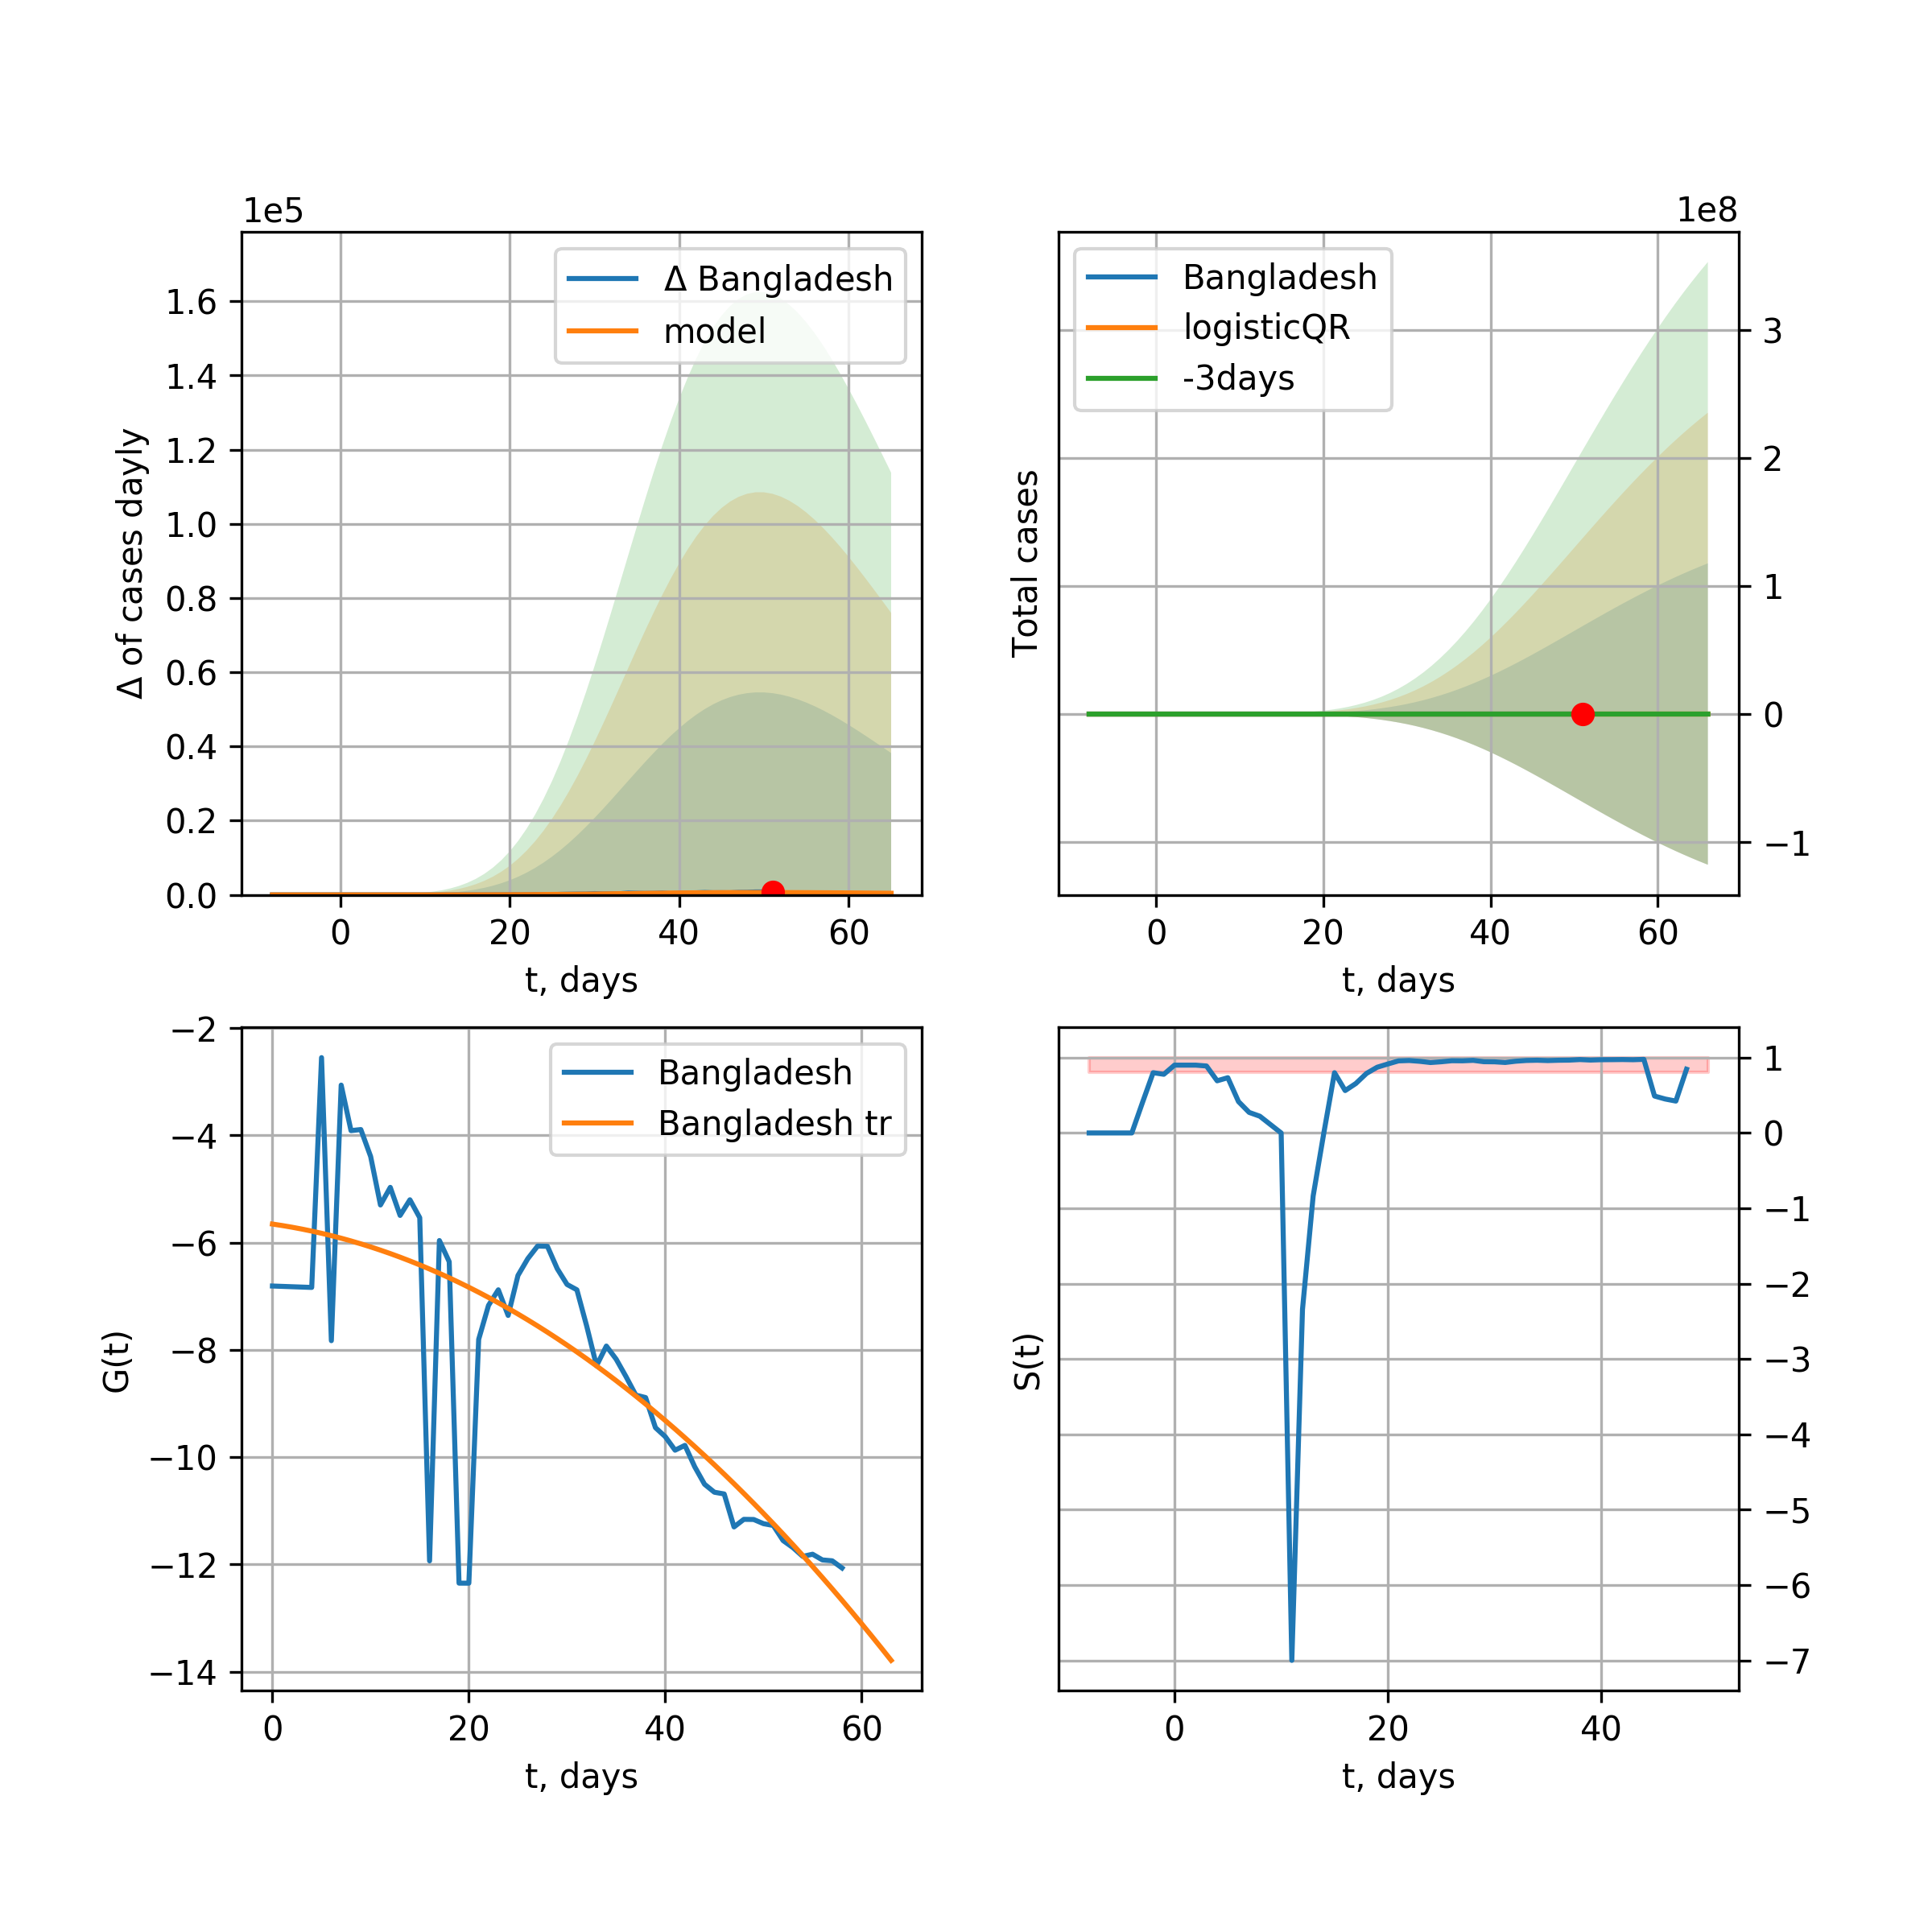 1e5
Δ Bangladesh
model
1.6
1.4
1.2
1.0
0.8
0.6
0.4
0.2
0.0
Δ of cases dayly
0 20 40 60
t, days
1e8
Bangladesh
logisticQR
-3days
3
2
1
0
−1
Total cases
0 20 40 60
t, days
Bangladesh
Bangladesh tr
−2
−4
−6
−8
−10
−12
−14
G(t)
0 20 40 60
t, days
1
0
−1
−2
−3
−4
−5
−6
−7
S(t)
0 20 40
t, days